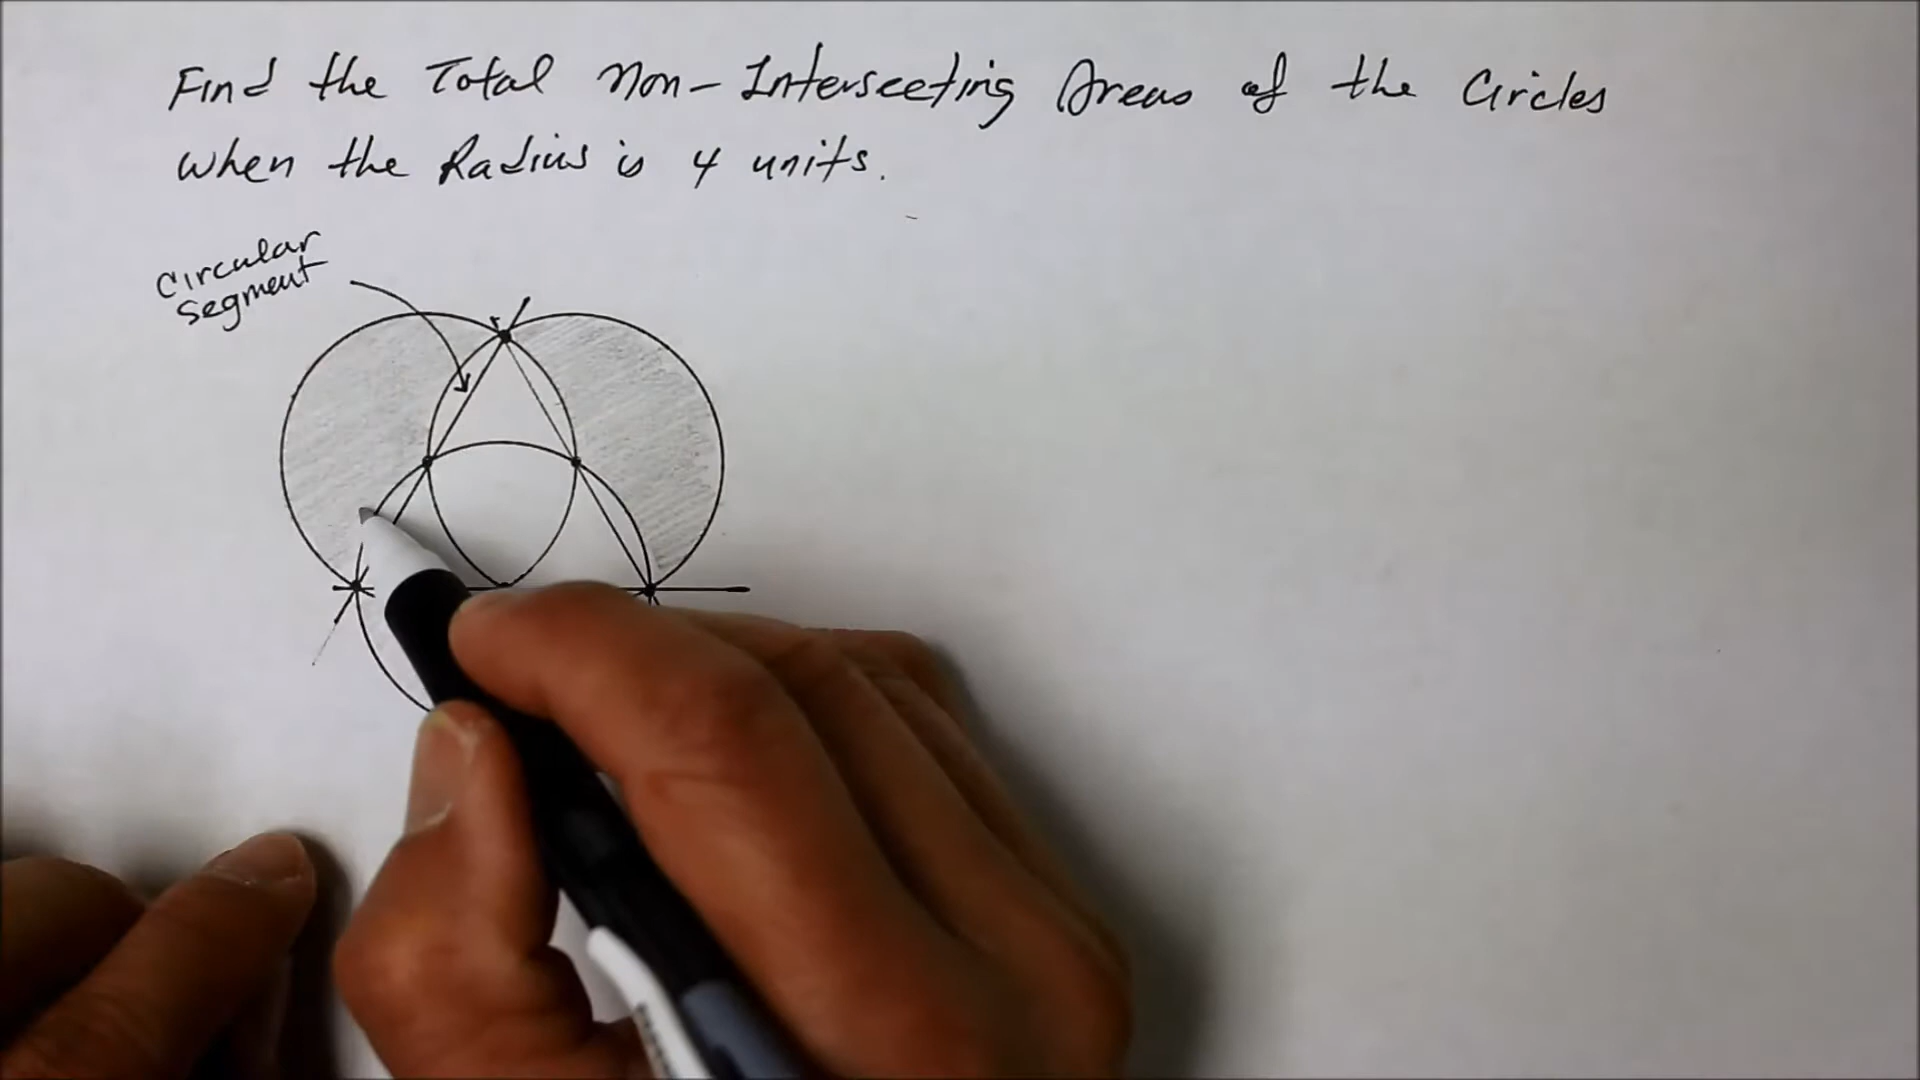 Find the Total Non-Intersecting Areas of the Circles
when the Radius is 4 units.
Circular
Segment